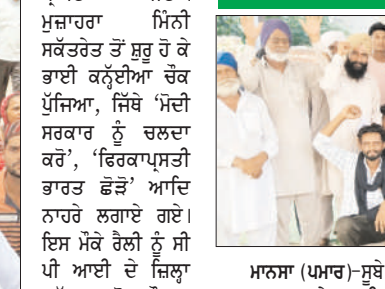 ਮੁਜ਼ਾਹਰਾ ਮਿੰਨੀ
ਸਕੱਤਰੇਤ ਤੋਂ ਸ਼ੁਰੂ ਹੋ ਕੇ
ਭਾਈ ਕਨ੍ਹੱਈਆ ਚੌਕ
ਪੁੱਜਿਆ, ਜਿੱਥੇ ‘ਮੋਦੀ
ਸਰਕਾਰ ਨੂੰ ਚਲਦਾ
ਕਰੋ’, ‘ਫਿਰਕਾਪ੍ਰਸਤੀ
ਭਾਰਤ ਛੋੜੋ’ ਆਦਿ
ਨਾਹਰੇ ਲਗਾਏ ਗਏ।
ਇਸ ਮੌਕੇ ਰੈਲੀ ਨੂੰ ਸੀ
ਪੀ ਆਈ ਦੇ ਜ਼ਿਲ੍ਹਾ
ਮਾਨਸਾ (ਪਮਾਰ)-ਸੂਬੇ